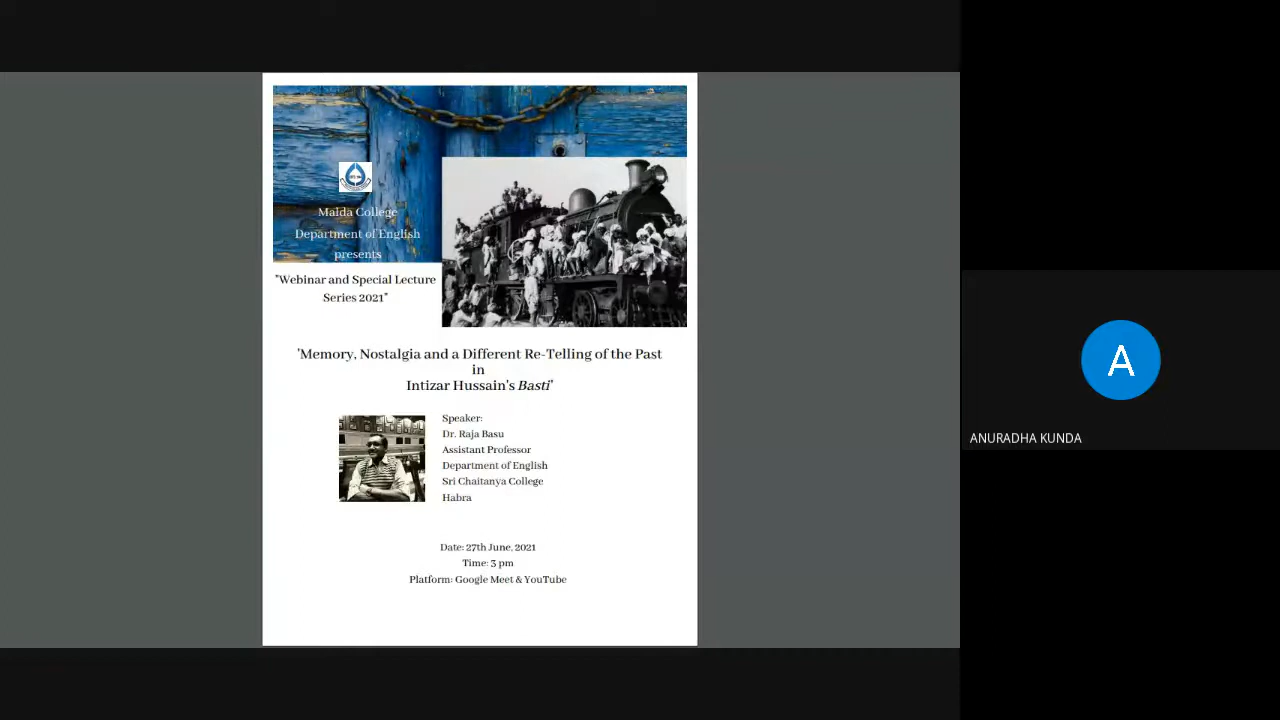 Malda College
Department of English
presents
"Webinar and Special Lecture
Series 2021"
'Memory, Nostalgia and a Different Re-Telling of the Past
in
Intizar Hussain's Basti'
Speaker:
Dr. Raja Basu
Assistant Professor
Department of English
Sri Chaitanya College
Habra
Date: 27th June, 2021
Time: 3 pm
Platform: Google Meet & YouTube
A
ANURADHA KUNDA